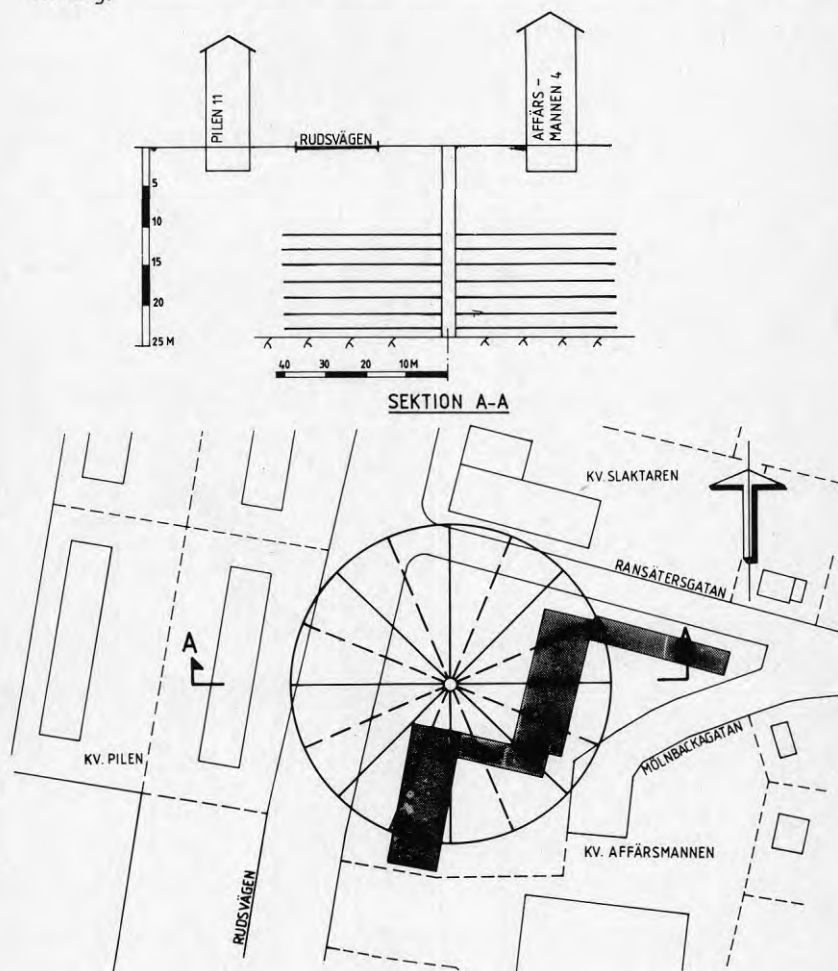 PILEN 11
AFFÄRS-
MANNEN 4
RUDSVÄGEN
5
10
15
20
25 M
40 30 20 10 M
SEKTION A-A
KV. SLAKTAREN
RANSÄTERSGATAN
A
A
KV. PILEN
MÖLNBACKAGATAN
KV. AFFÄRSMANNEN
RUDSVÄGEN